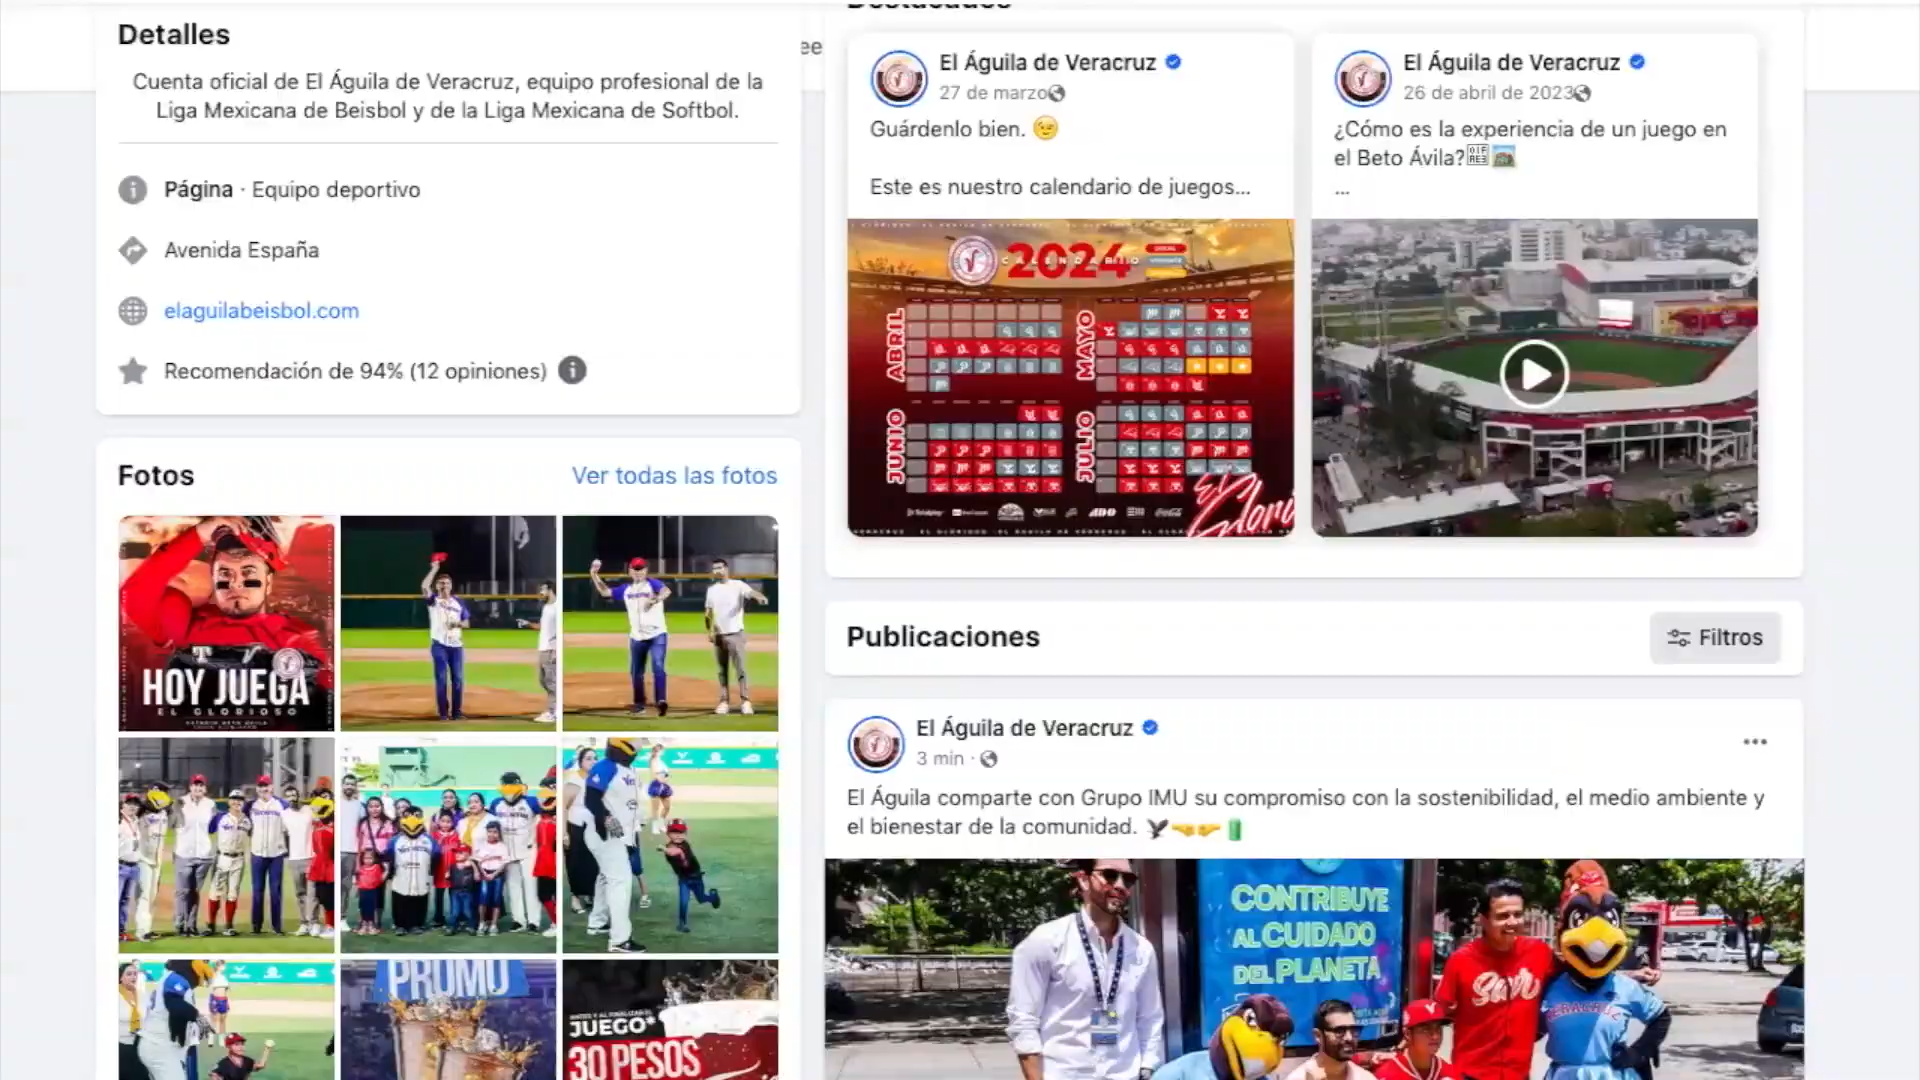 Detalles
Cuenta oficial de El Águila de Veracruz, equipo profesional de la
Liga Mexicana de Beisbol y de la Liga Mexicana de Softbol.
Página · Equipo deportivo
Avenida España
elaguilabeisbol.com
Recomendación de 94% (12 opiniones)
Fotos
Ver todas las fotos
HOY JUEGA
EL GLORIOSO
PROMO
JUEGO*
30 PESOS
Destacados
El Águila de Veracruz
27 de marzo
Guárdenlo bien. 😉
Este es nuestro calendario de juegos...
2024
CALENDARIO
ABRIL
MAYO
JUNIO
JULIO
El Águila de Veracruz
26 de abril de 2023
¿Cómo es la experiencia de un juego en
el Beto Ávila?
...
Publicaciones
Filtros
El Águila de Veracruz
3 min ·
El Águila comparte con Grupo IMU su compromiso con la sostenibilidad, el medio ambiente y
el bienestar de la comunidad.
CONTRIBUYE
AL CUIDADO
DEL PLANETA
VERACRUZ